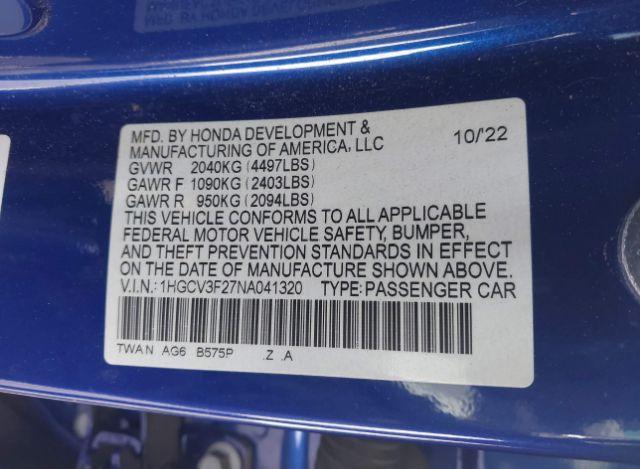 MFD. BY HONDA DEVELOPMENT & 10/'22
MANUFACTURING OF AMERICA, LLC
GVWR 2040KG (4497LBS)
GAWR F 1090KG (2403LBS)
GAWR R 950KG (2094LBS)
THIS VEHICLE CONFORMS TO ALL APPLICABLE
FEDERAL MOTOR VEHICLE SAFETY, BUMPER,
AND THEFT PREVENTION STANDARDS IN EFFECT
ON THE DATE OF MANUFACTURE SHOWN ABOVE.
V.I.N.: 1HGCV3F27NA041320 TYPE: PASSENGER CAR
TWA N AG6 B575P .Z .A